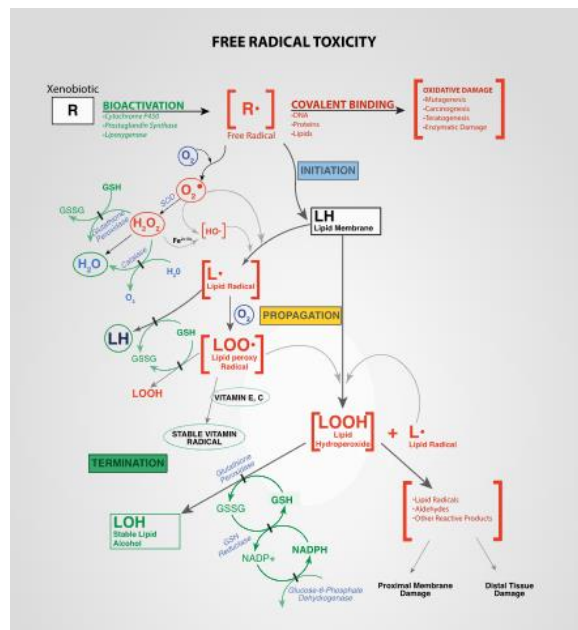 FREE RADICAL TOXICITY
Xenobiotic
R
BIOACTIVATION
•Cytochrome P450
•Prostaglandin Synthase
•Lipoxygenase
R•
Free Radical
COVALENT BINDING
•DNA
•Proteins
•Lipids
OXIDATIVE DAMAGE
•Mutagenesis
•Carcinogensis
•Teratogenesis
•Enzymatic Damage
O2
INITIATION
O2•
SOD
GSH
GSSG
Glutathione
Peroxidase
H2O2
[HO•]
LH
Lipid Membrane
H2O
Catalase
H2O
O2
L•
Lipid Radical
O2
PROPAGATION
LH
GSH
GSSG
LOOH
LOO•
Lipid peroxy
Radical
VITAMIN E, C
STABLE VITAMIN
RADICAL
LOOH
Lipid
Hydroperoxide
+
L•
Lipid Radical
TERMINATION
Glutathione
Peroxidase
GSH
GSSG
LOH
Stable Lipid
Alcohol
GSH
Reductase
NADPH
NADP+
Glucose-6-Phosphate
Dehydrogenase
•Lipid Radicals
•Aldehydes
•Other Reactive Products
Proximal Membrane
Damage
Distal Tissue
Damage